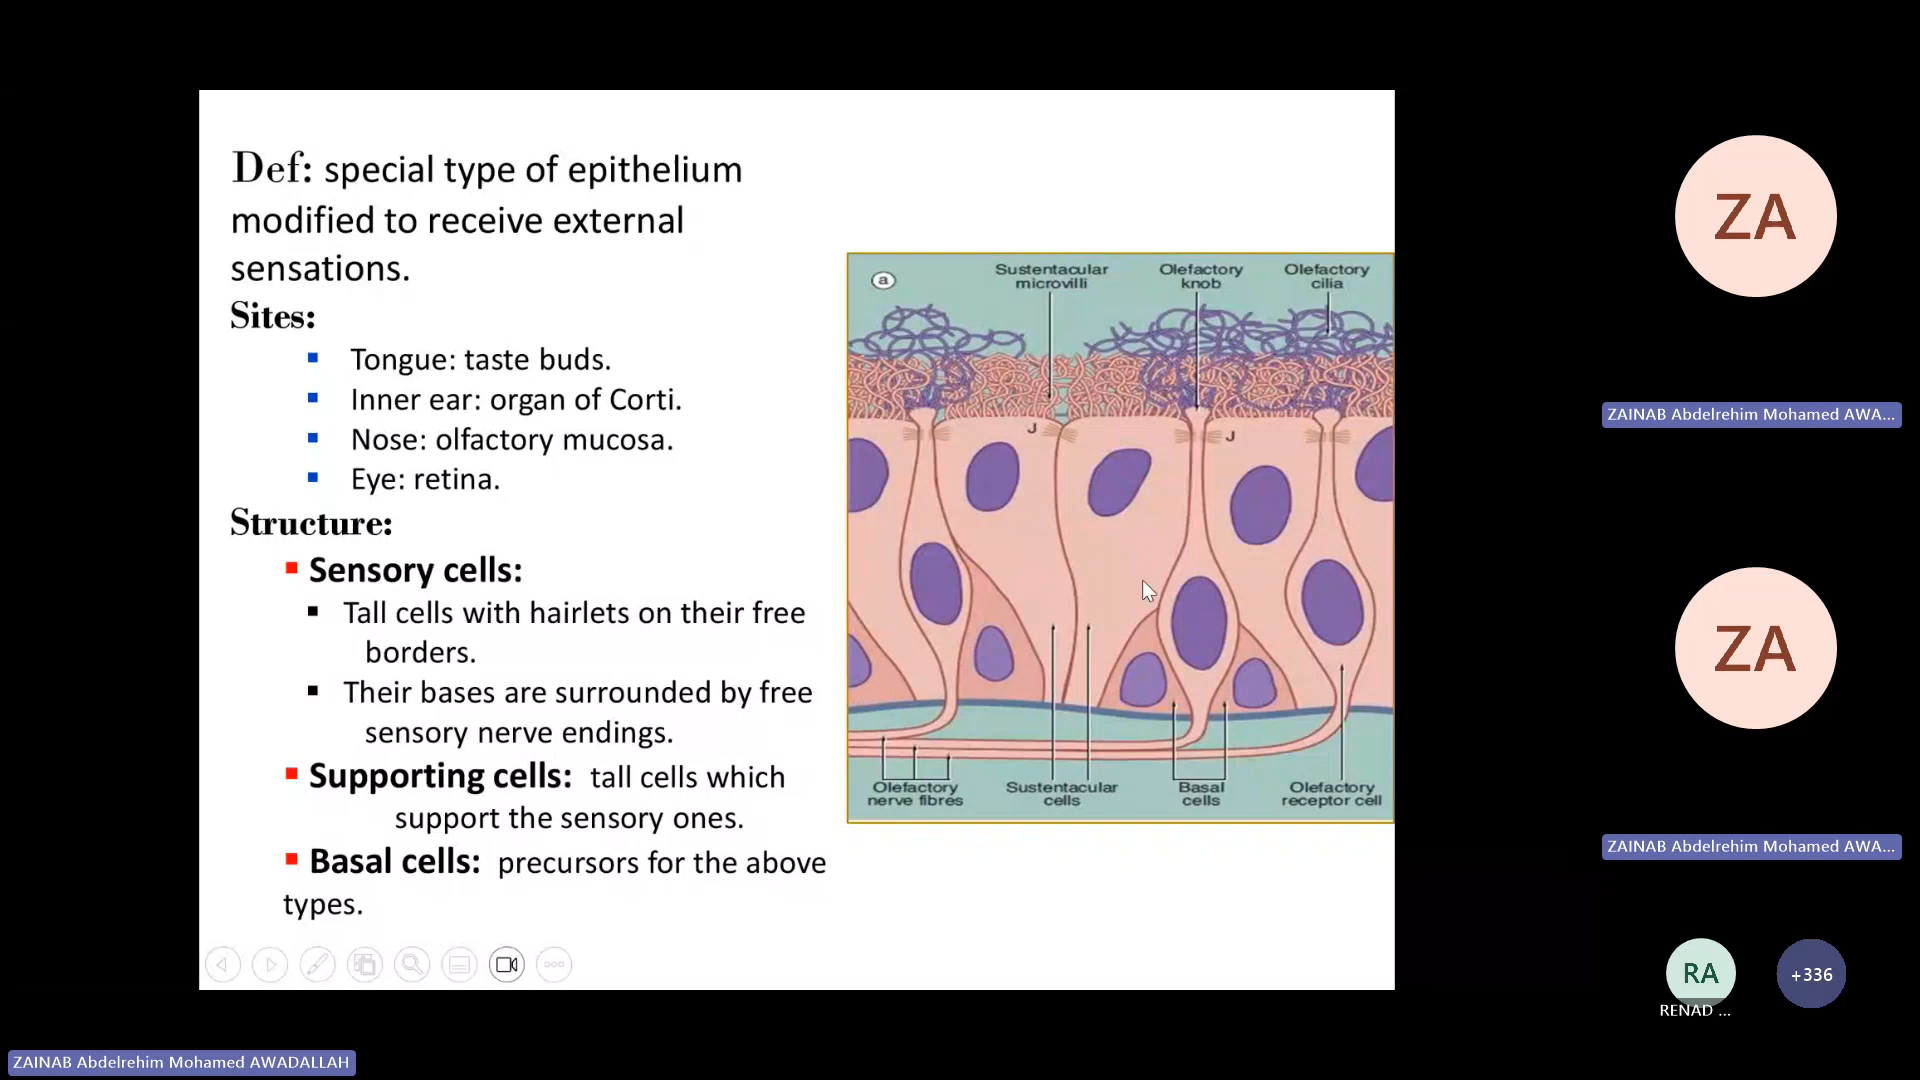 Def: special type of epithelium
modified to receive external
sensations.
Sites:
Tongue: taste buds.
Inner ear: organ of Corti.
Nose: olfactory mucosa.
Eye: retina.
Structure:
Sensory cells:
Tall cells with hairlets on their free
borders.
Their bases are surrounded by free
sensory nerve endings.
Supporting cells: tall cells which
support the sensory ones.
Basal cells: precursors for the above
types.
a
Sustentacular
microvilli
Olefactory
knob
Olefactory
cilia
J
J
Olefactory
nerve fibres
Sustentacular
cells
Basal
cells
Olefactory
receptor cell
ZA
ZAINAB Abdelrehim Mohamed AWA...
ZA
ZAINAB Abdelrehim Mohamed AWA...
RA
RENAD ...
+336
ZAINAB Abdelrehim Mohamed AWADALLAH